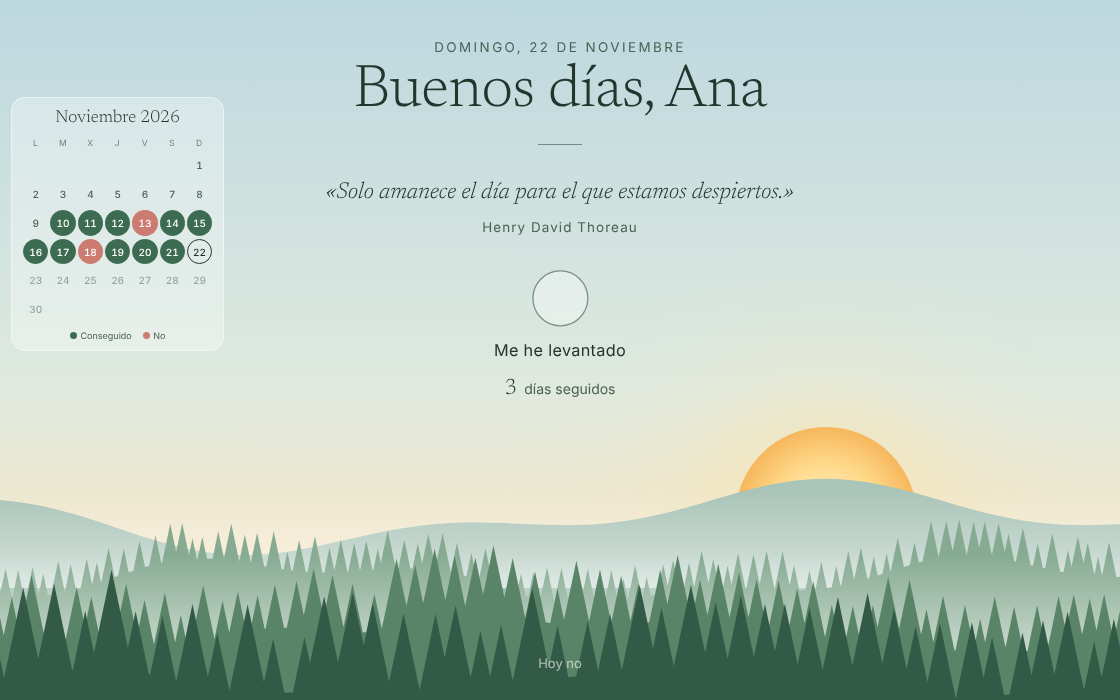 DOMINGO, 22 DE NOVIEMBRE
Buenos días, Ana
«Solo amanece el día para el que estamos despiertos.»
Henry David Thoreau
Me he levantado
3 días seguidos
Noviembre 2026
L M X J V S D
1
2 3 4 5 6 7 8
9 10 11 12 13 14 15
16 17 18 19 20 21 22
23 24 25 26 27 28 29
30
Conseguido No
Hoy no